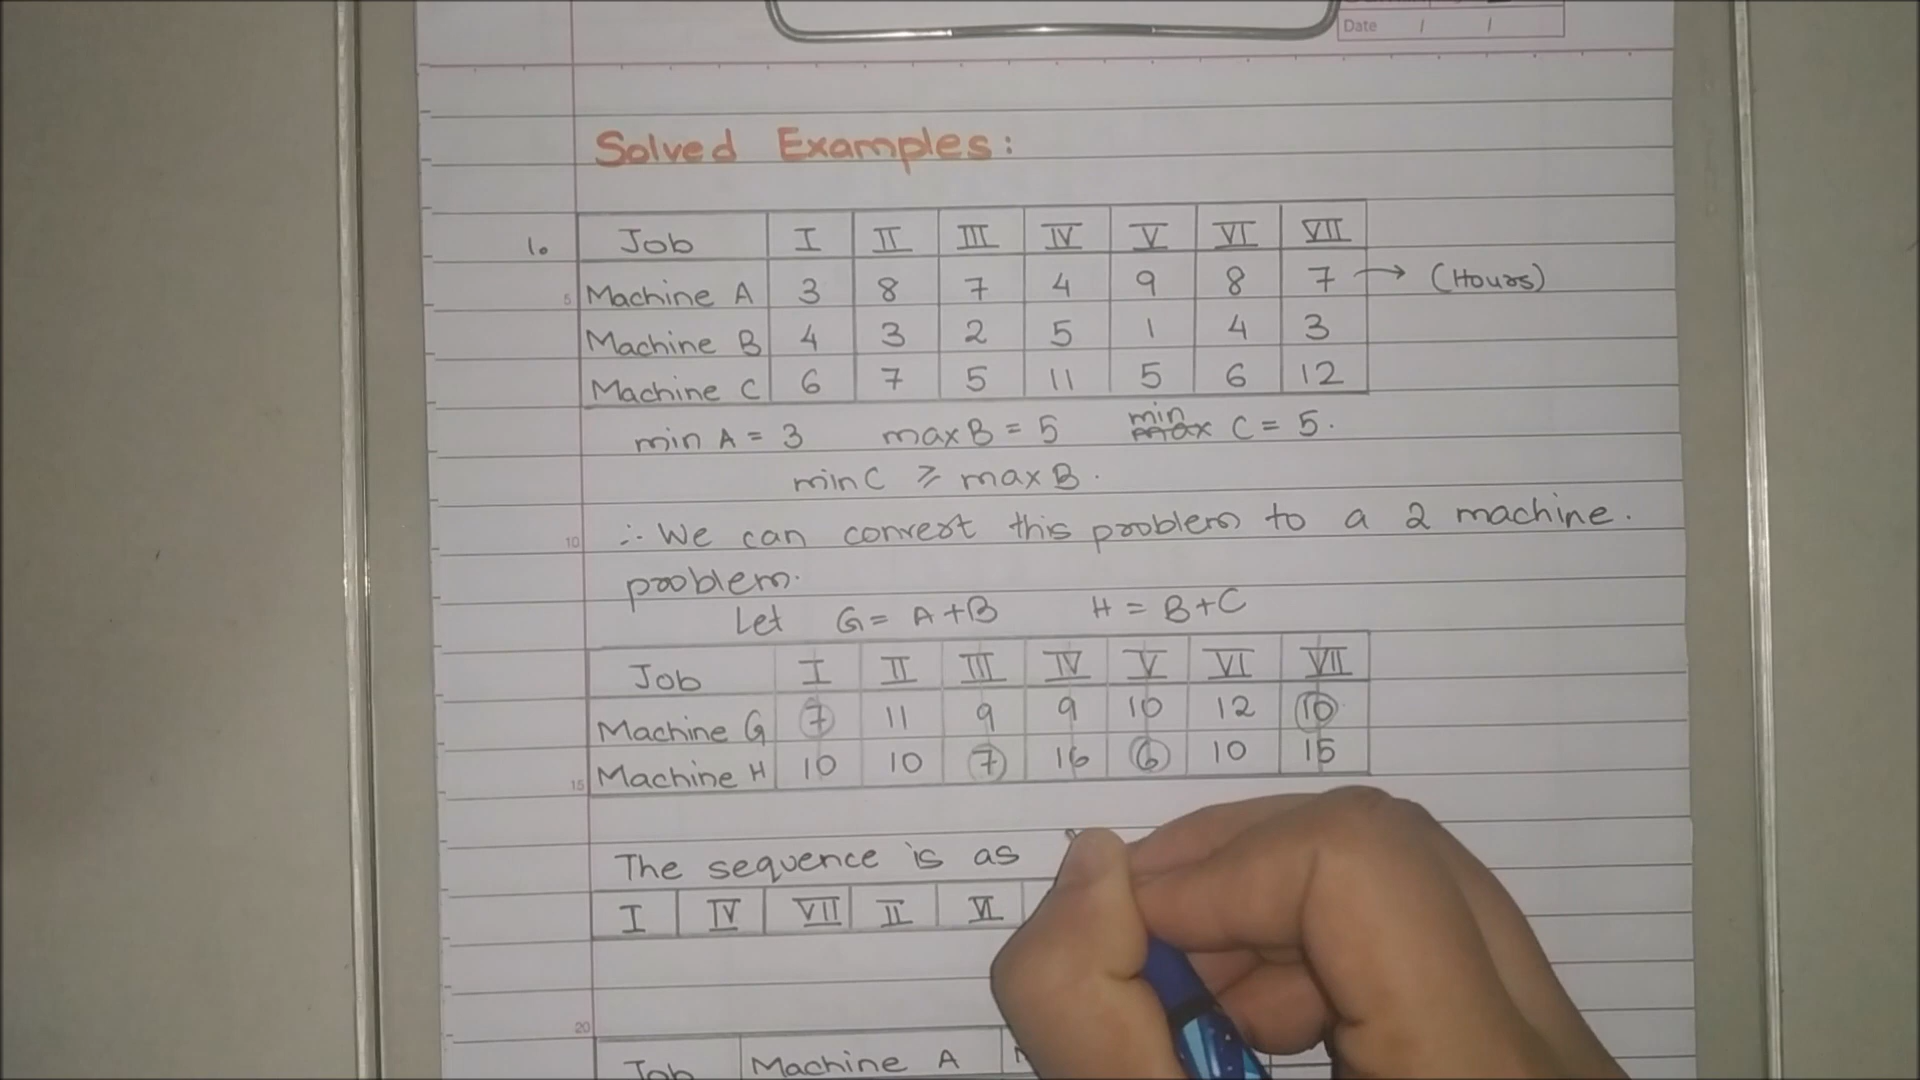 Date / /
Solved Examples:
1. Job I II III IV V VI VII
5 Machine A 3 8 7 4 9 8 7 → (Hours)
Machine B 4 3 2 5 1 4 3
Machine C 6 7 5 11 5 6 12
min A = 3 max B = 5 min C = 5.
min C ⩾ max B.
10 ∴ We can convert this problem to a 2 machine.
problem.
Let G = A+B H = B+C
Job I II III IV V VI VII
Machine G 7 11 9 9 10 12 10
15 Machine H 10 10 7 16 6 10 15
The sequence is as
I IV VII II VI
20
Job Machine A